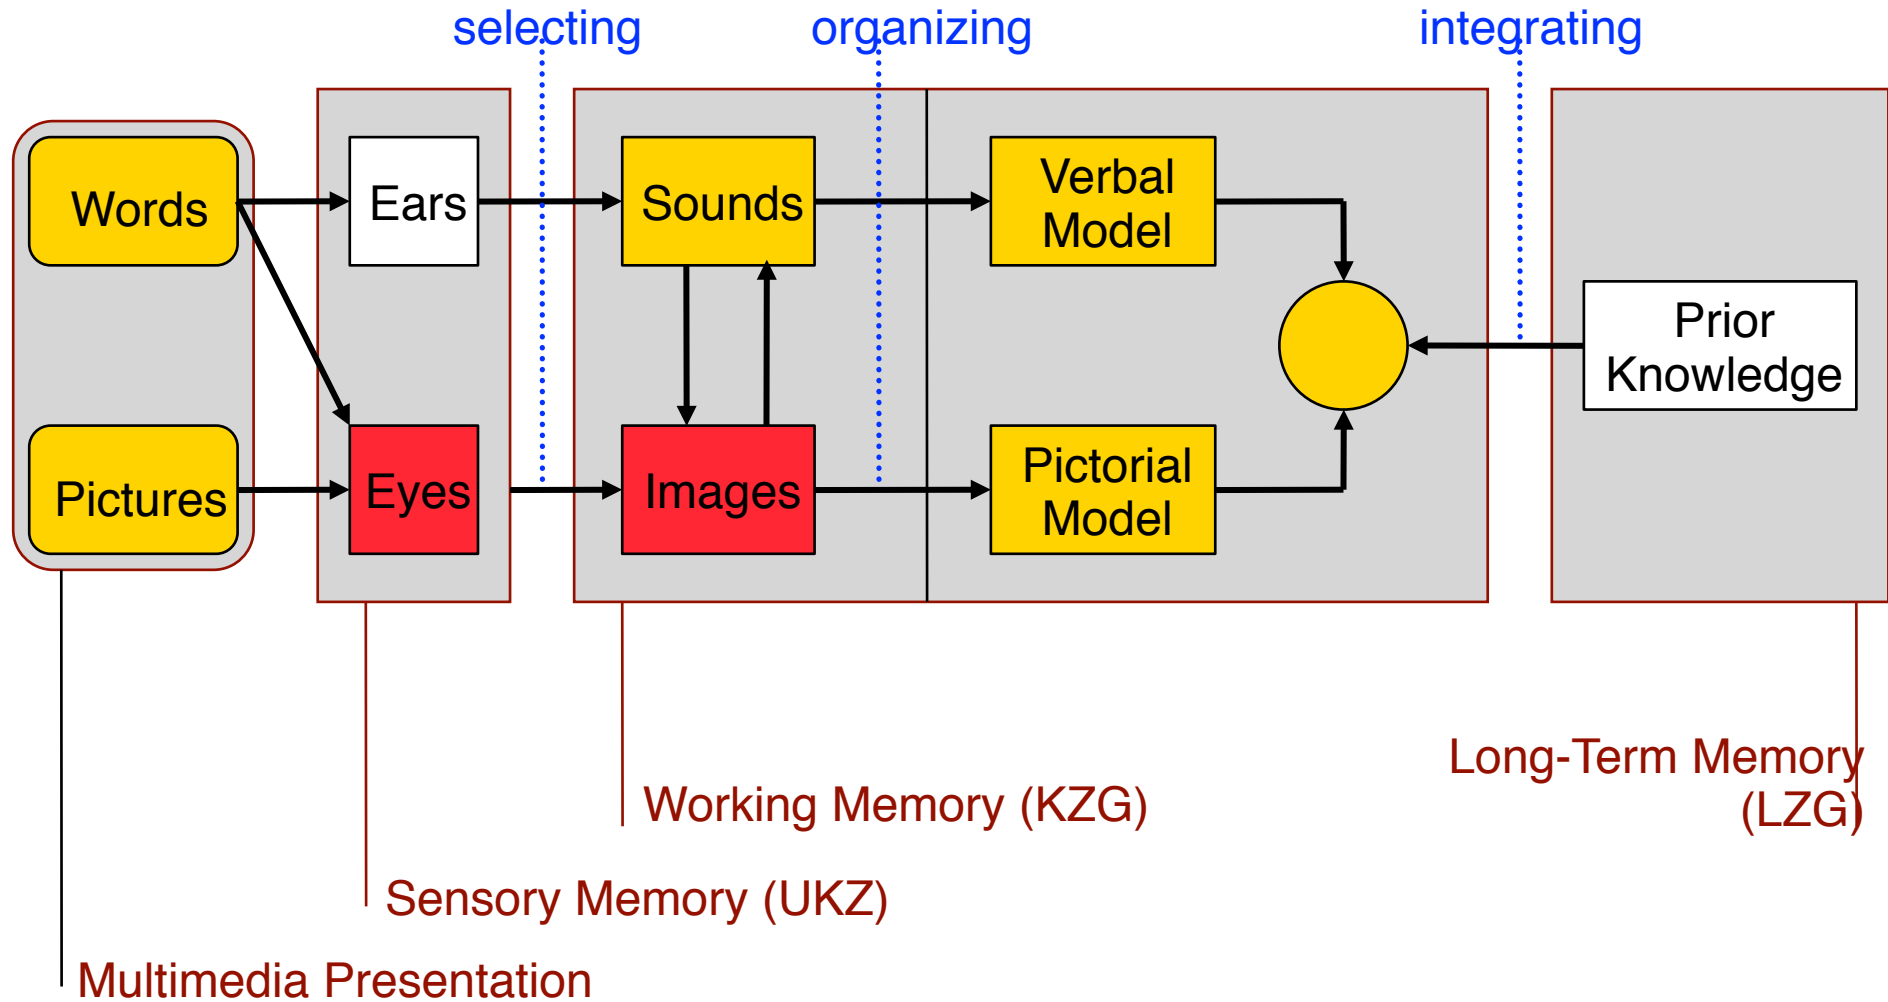 selecting
organizing
integrating
Words
Ears
Sounds
Verbal
Model
Prior
Knowledge
Pictures
Eyes
Images
Pictorial
Model
Long-Term Memory
(LZG)
Working Memory (KZG)
Sensory Memory (UKZ)
Multimedia Presentation